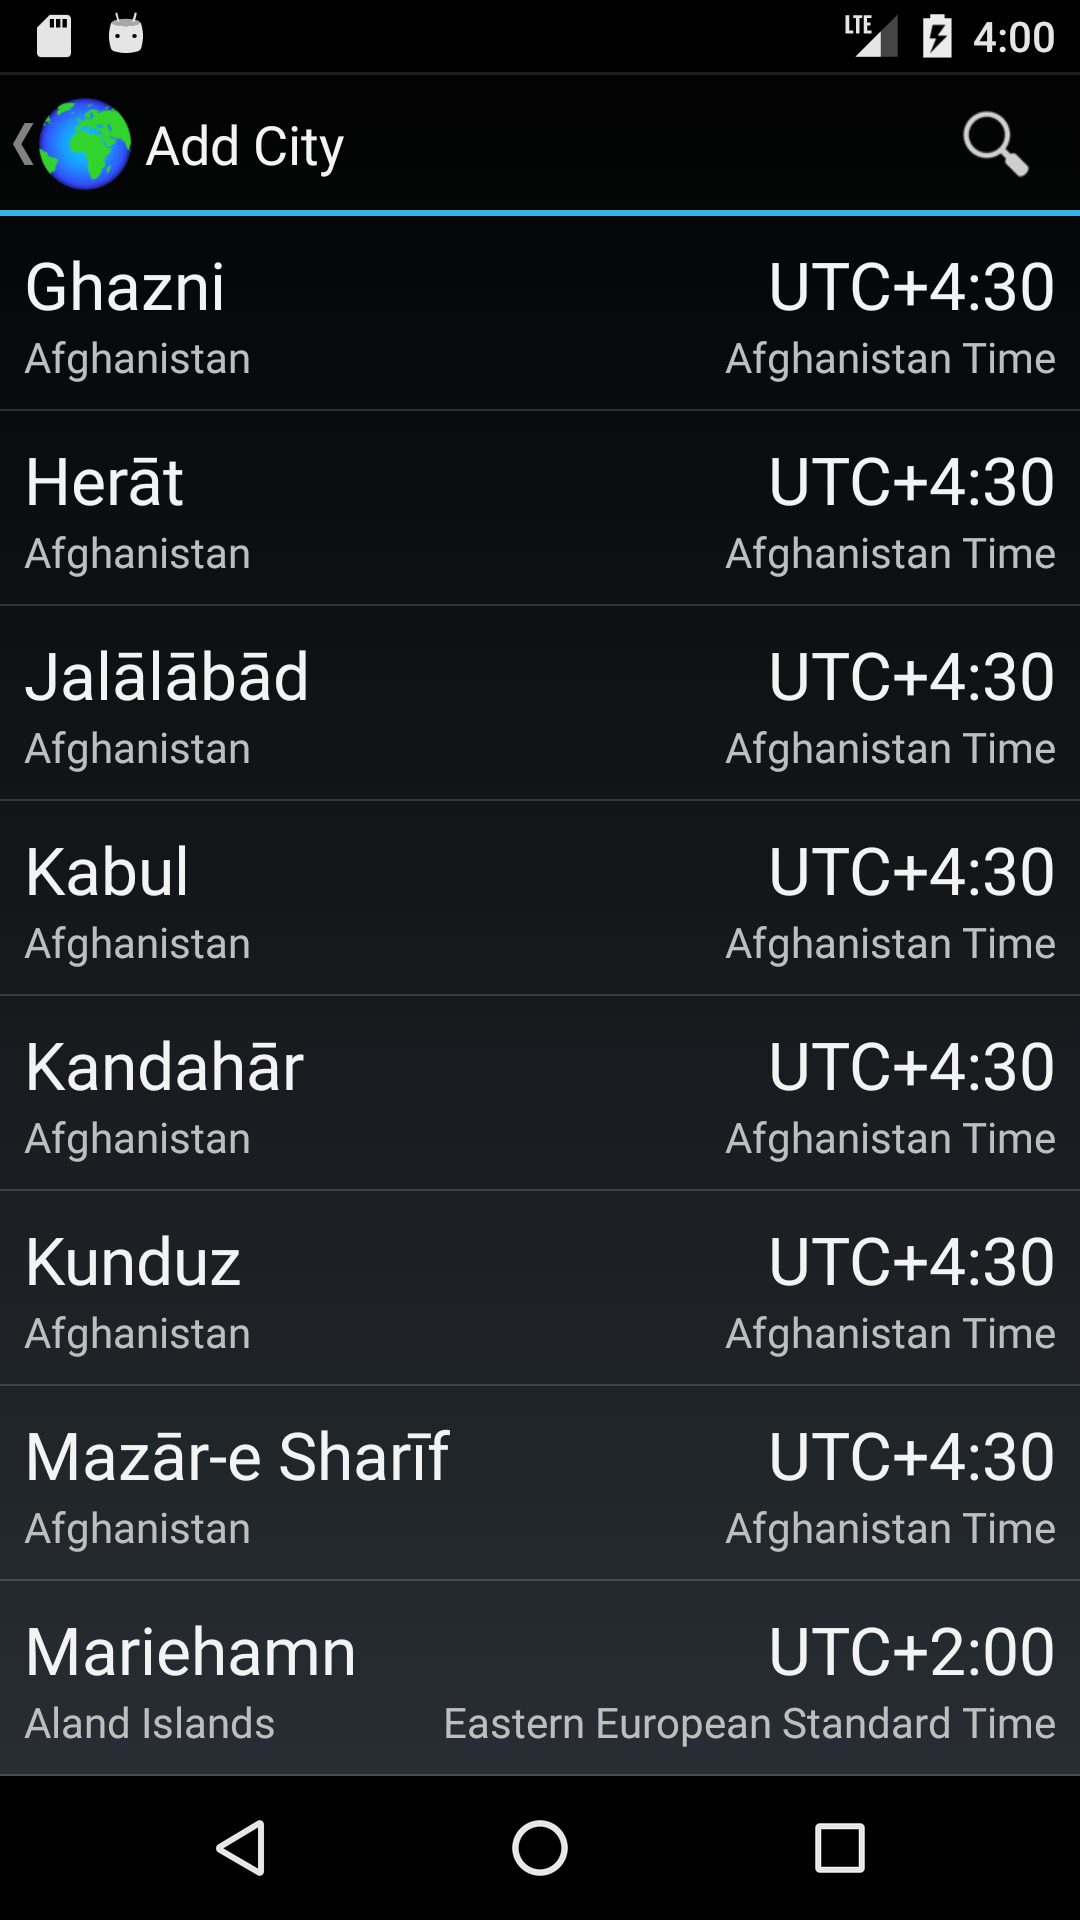 LTE 4:00
Add City
Ghazni UTC+4:30
Afghanistan Afghanistan Time
Herāt UTC+4:30
Afghanistan Afghanistan Time
Jalālābād UTC+4:30
Afghanistan Afghanistan Time
Kabul UTC+4:30
Afghanistan Afghanistan Time
Kandahār UTC+4:30
Afghanistan Afghanistan Time
Kunduz UTC+4:30
Afghanistan Afghanistan Time
Mazār-e Sharīf UTC+4:30
Afghanistan Afghanistan Time
Mariehamn UTC+2:00
Aland Islands Eastern European Standard Time